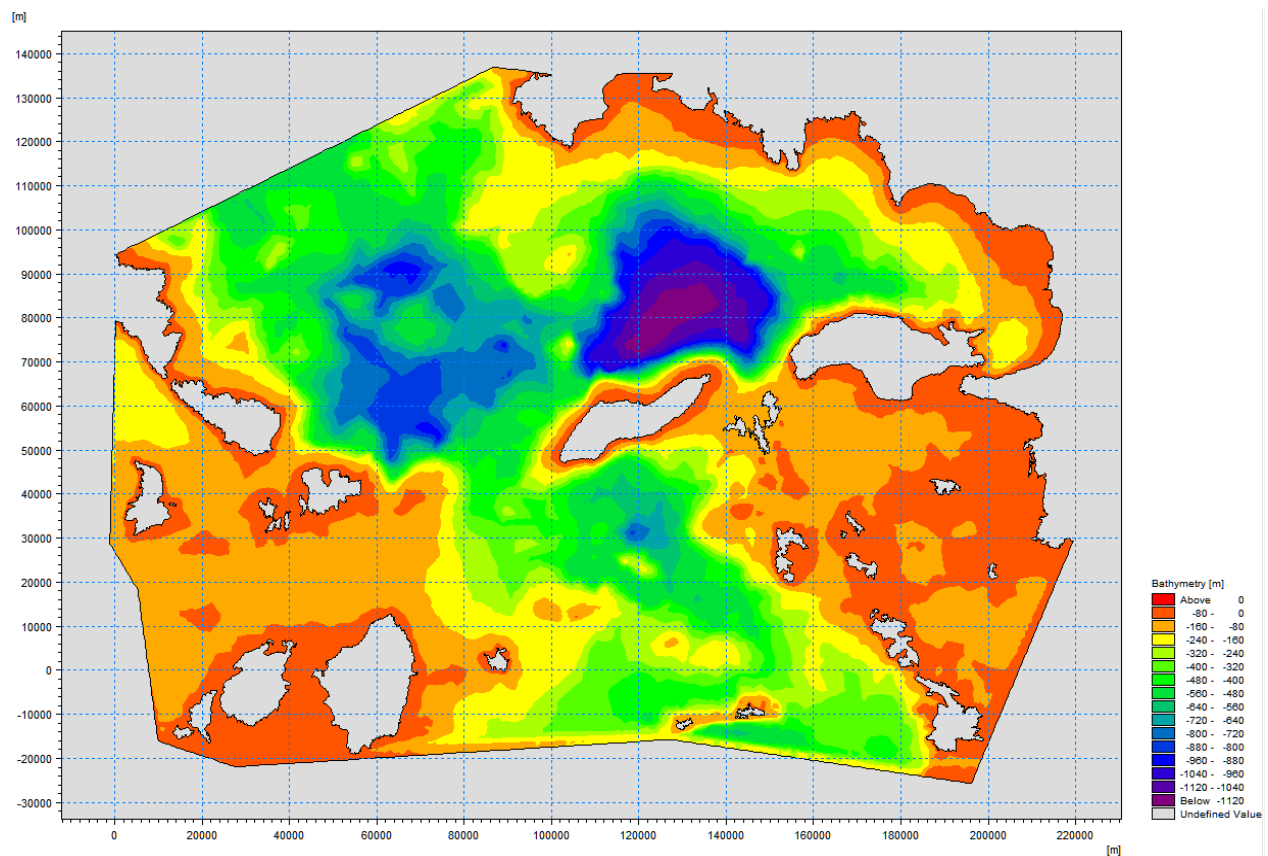 [m]
140000
130000
120000
110000
100000
90000
80000
70000
60000
50000
40000
30000
20000
10000
0
-10000
-20000
-30000
0 20000 40000 60000 80000 100000 120000 140000 160000 180000 200000 220000
[m]
Bathymetry [m]
Above 0
-80 - 0
-160 - -80
-240 - -160
-320 - -240
-400 - -320
-480 - -400
-560 - -480
-640 - -560
-720 - -640
-800 - -720
-880 - -800
-960 - -880
-1040 - -960
-1120 - -1040
Below -1120
Undefined Value